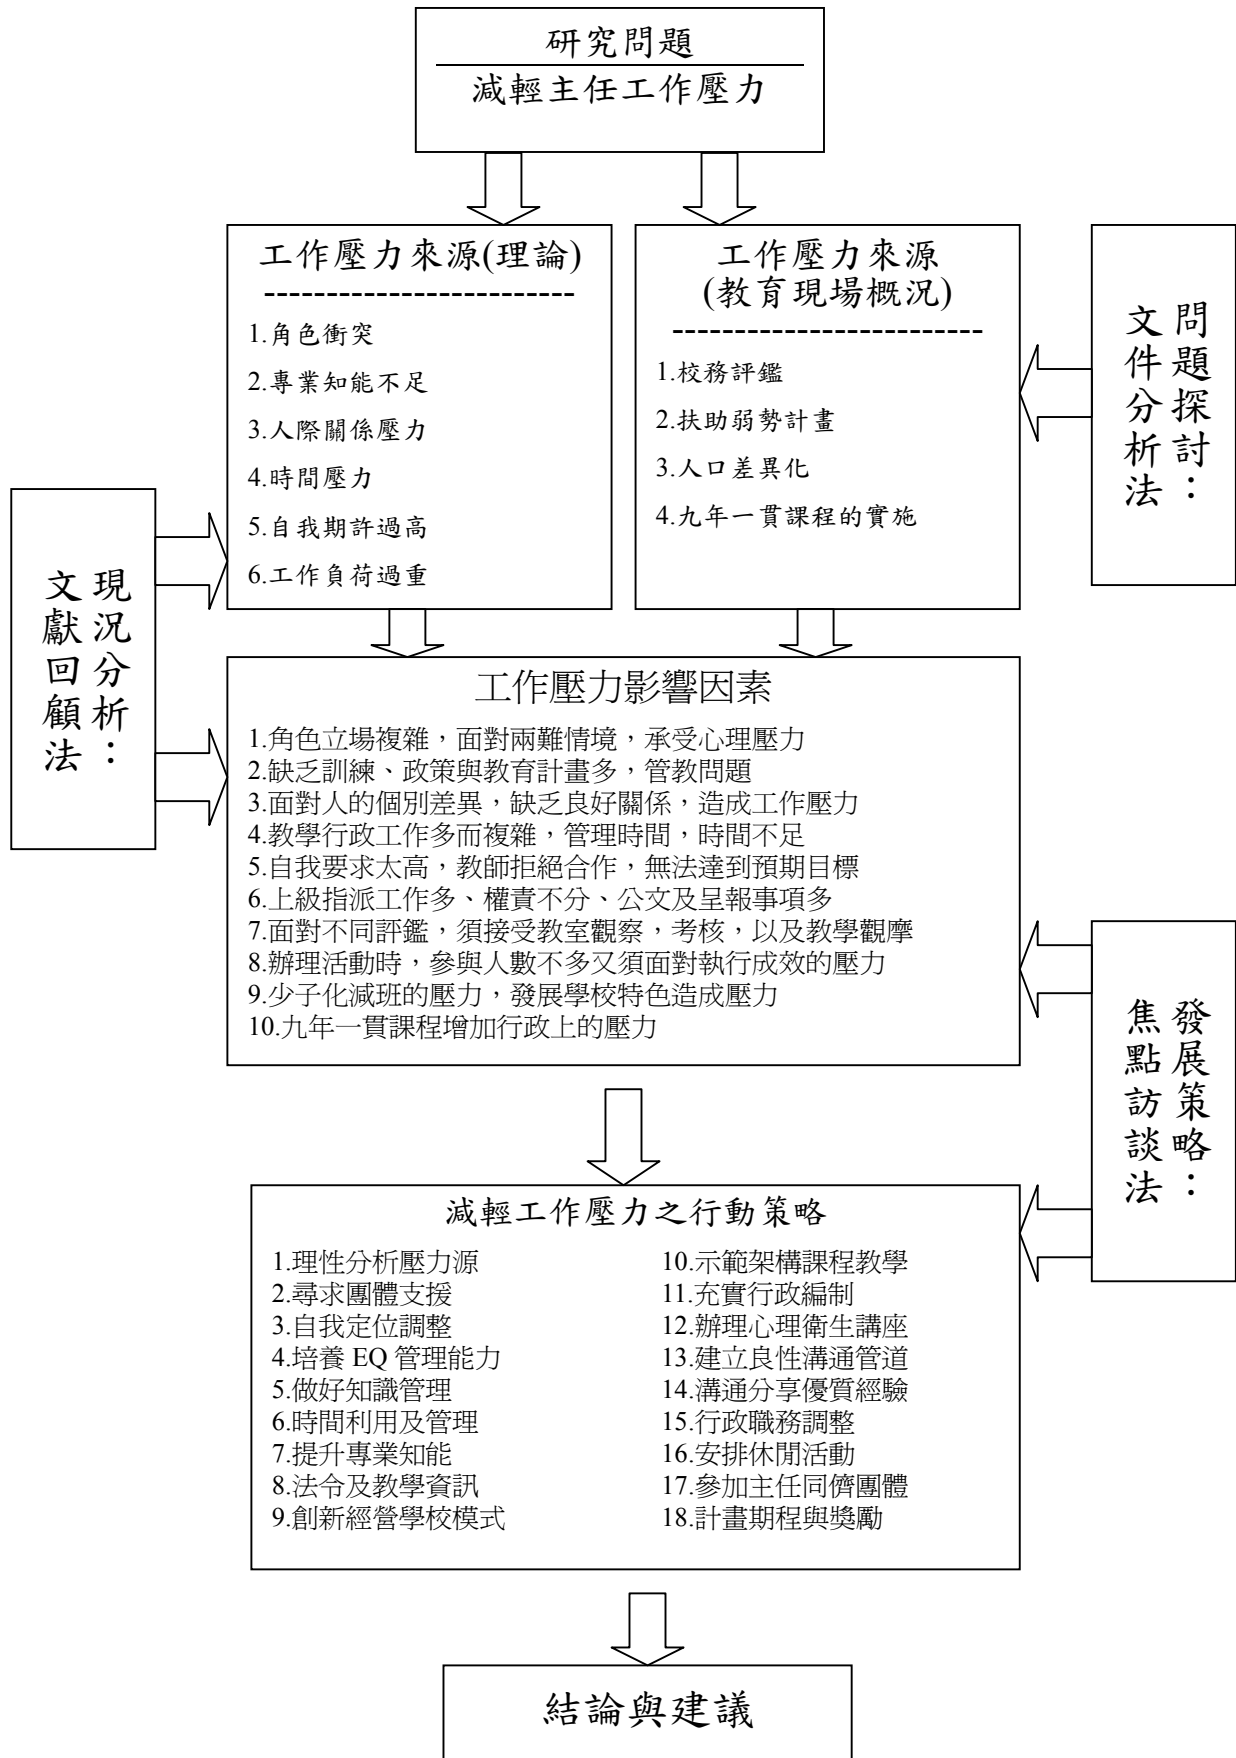 研究問題
減輕主任工作壓力
工作壓力來源(理論)
-------------------------
1.角色衝突
2.專業知能不足
3.人際關係壓力
4.時間壓力
5.自我期許過高
6.工作負荷過重
工作壓力來源
(教育現場概況)
-------------------------
1.校務評鑑
2.扶助弱勢計畫
3.人口差異化
4.九年一貫課程的實施
問題探討：
文件分析法
現況分析：
文獻回顧法
工作壓力影響因素
1.角色立場複雜，面對兩難情境，承受心理壓力
2.缺乏訓練、政策與教育計畫多，管教問題
3.面對人的個別差異，缺乏良好關係，造成工作壓力
4.教學行政工作多而複雜，管理時間，時間不足
5.自我要求太高，教師拒絕合作，無法達到預期目標
6.上級指派工作多、權責不分、公文及呈報事項多
7.面對不同評鑑，須接受教室觀察，考核，以及教學觀摩
8.辦理活動時，參與人數不多又須面對執行成效的壓力
9.少子化減班的壓力，發展學校特色造成壓力
10.九年一貫課程增加行政上的壓力
發展策略：
焦點訪談法
減輕工作壓力之行動策略
1.理性分析壓力源
2.尋求團體支援
3.自我定位調整
4.培養 EQ 管理能力
5.做好知識管理
6.時間利用及管理
7.提升專業知能
8.法令及教學資訊
9.創新經營學校模式
10.示範架構課程教學
11.充實行政編制
12.辦理心理衛生講座
13.建立良性溝通管道
14.溝通分享優質經驗
15.行政職務調整
16.安排休閒活動
17.參加主任同儕團體
18.計畫期程與獎勵
結論與建議